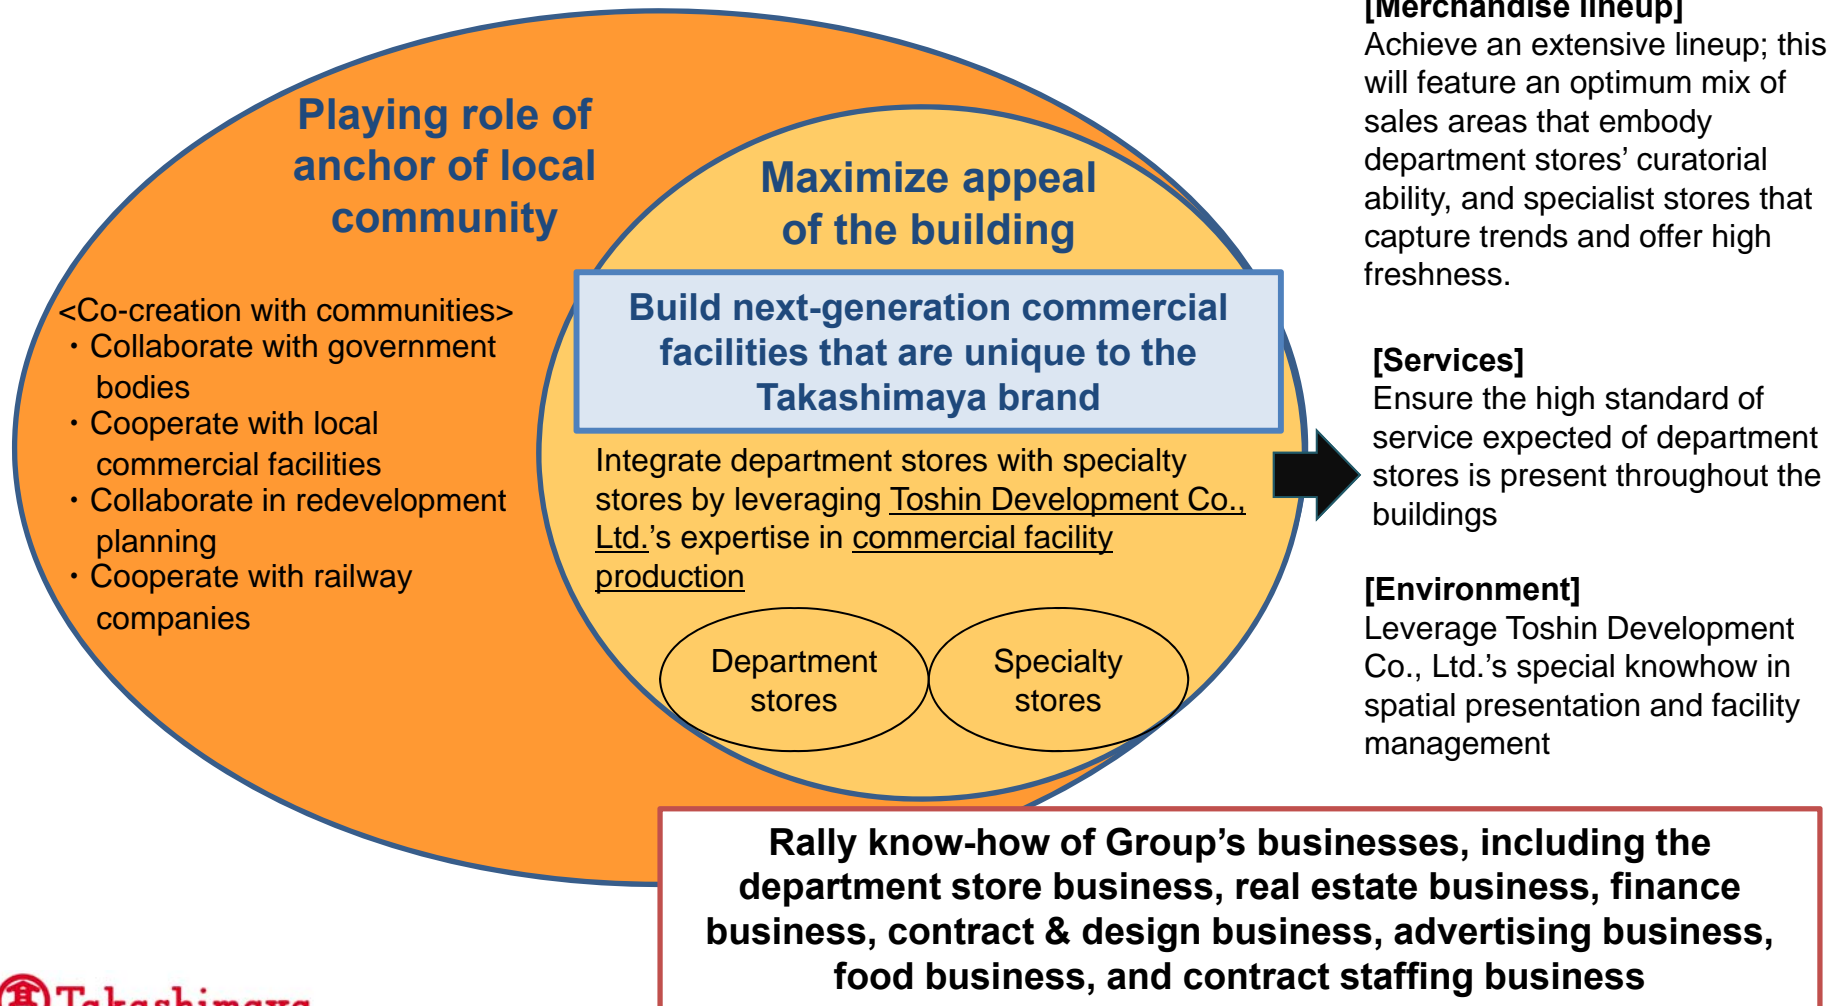 Playing role of
anchor of local
community
<Co-creation with communities>
・Collaborate with government
bodies
・Cooperate with local
commercial facilities
・Collaborate in redevelopment
planning
・Cooperate with railway
companies
Maximize appeal
of the building
Build next-generation commercial
facilities that are unique to the
Takashimaya brand
Integrate department stores with specialty
stores by leveraging Toshin Development Co.,
Ltd.’s expertise in commercial facility
production
Department
stores
Specialty
stores
[Merchandise lineup]
Achieve an extensive lineup; this
will feature an optimum mix of
sales areas that embody
department stores’ curatorial
ability, and specialist stores that
capture trends and offer high
freshness.
[Services]
Ensure the high standard of
service expected of department
stores is present throughout the
buildings
[Environment]
Leverage Toshin Development
Co., Ltd.’s special knowhow in
spatial presentation and facility
management
Rally know-how of Group’s businesses, including the
department store business, real estate business, finance
business, contract & design business, advertising business,
food business, and contract staffing business
髙 Takashimaya